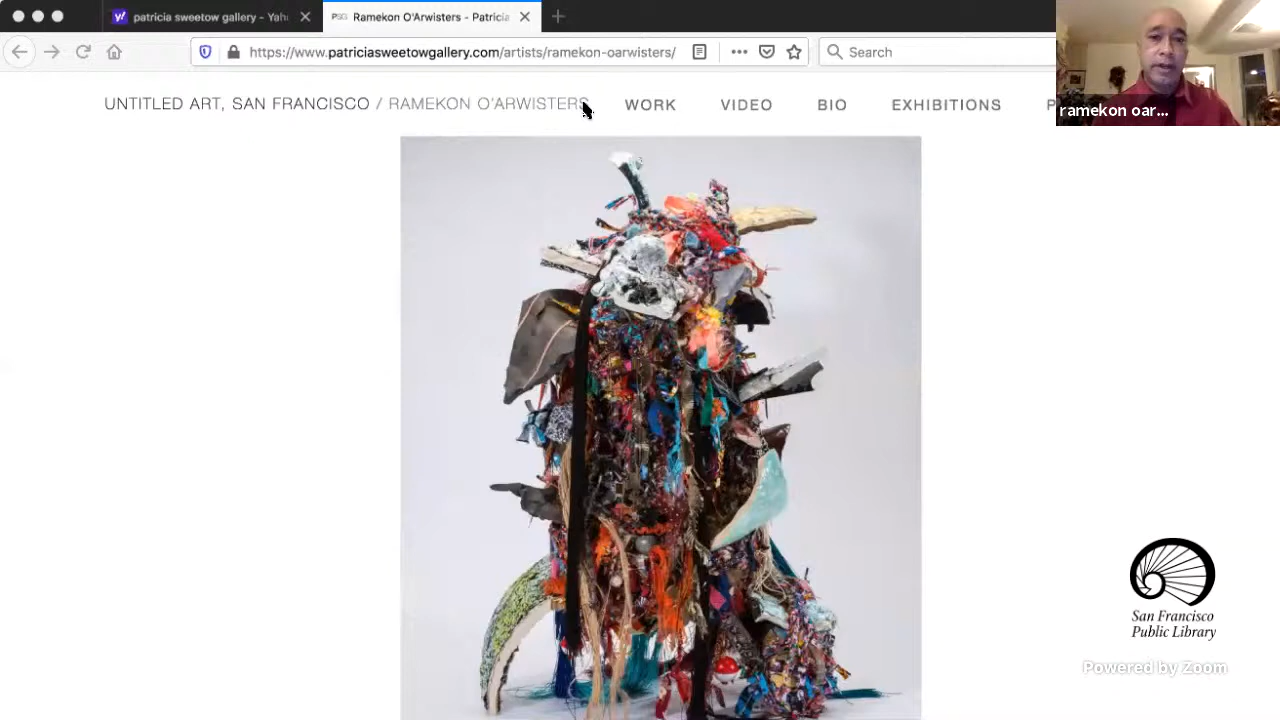 patricia sweetow gallery - Yah
PSG Ramekon O'Arwisters - Patricia
https://www.patriciasweetowgallery.com/artists/ramekon-oarwisters/
Search
UNTITLED ART, SAN FRANCISCO / RAMEKON O'ARWISTERS
WORK
VIDEO
BIO
EXHIBITIONS
P
ramekon oar...
San Francisco
Public Library
Powered by Zoom